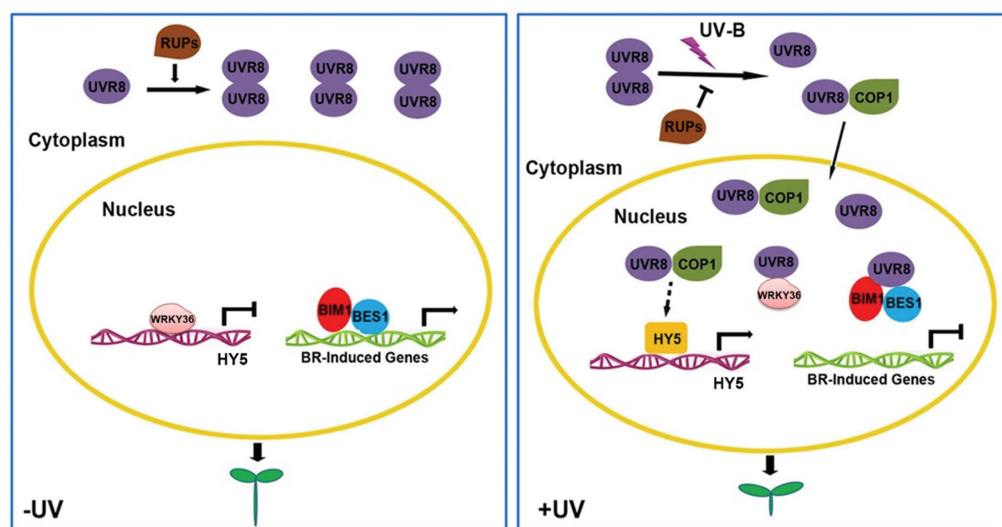 RUPs
UVR8
UVR8
UVR8
UVR8
UVR8
UVR8
UVR8
Cytoplasm
Nucleus
WRKY36
HY5
BIM1
BES1
BR-Induced Genes
-UV
UV-B
UVR8
UVR8
UVR8
RUPs
UVR8
COP1
Cytoplasm
Nucleus
UVR8
COP1
UVR8
UVR8
COP1
UVR8
WRKY36
UVR8
BIM1
BES1
HY5
HY5
BR-Induced Genes
+UV